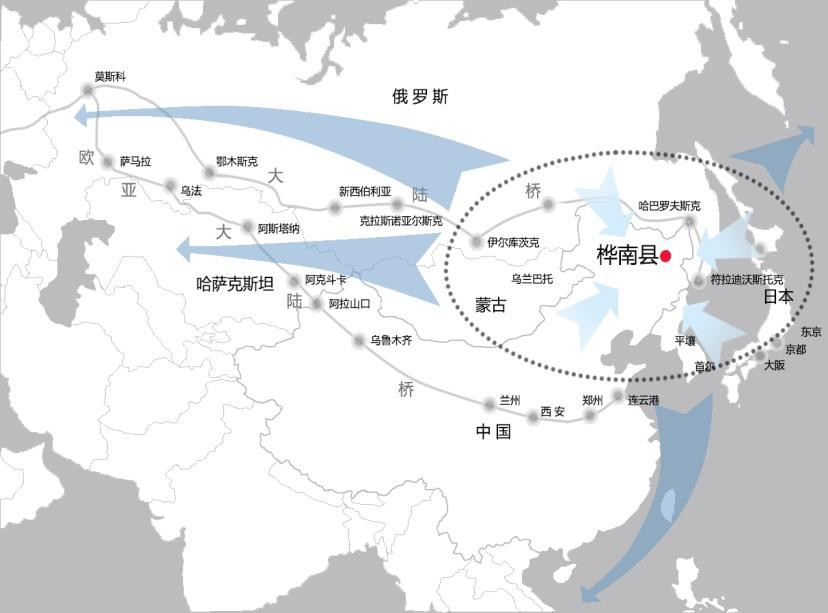 莫斯科
俄罗斯
欧
萨马拉
鄂木斯克
大
新西伯利亚
陆
桥
亚
乌法
克拉斯诺亚尔斯克
哈巴罗夫斯克
大
阿斯塔纳
伊尔库茨克
桦南县
哈萨克斯坦
阿克斗卡
乌兰巴托
符拉迪沃斯托克
日本
陆
阿拉山口
蒙古
乌鲁木齐
平壤
东京
京都
首尔
大阪
桥
兰州
西安
郑州
连云港
中国